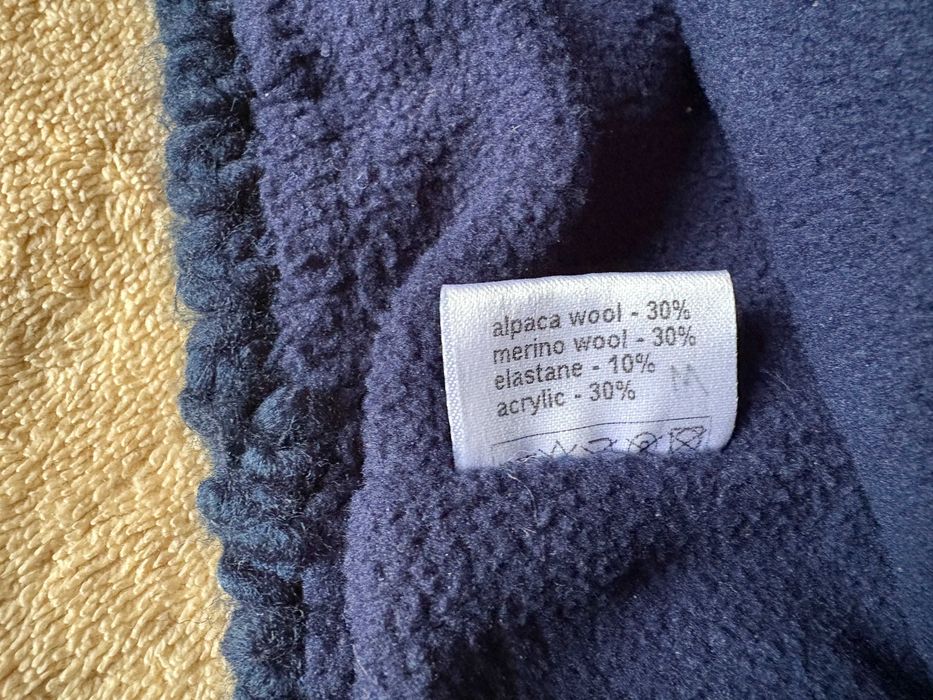 alpaca wool - 30%
merino wool - 30%
elastane - 10%
acrylic - 30%
M